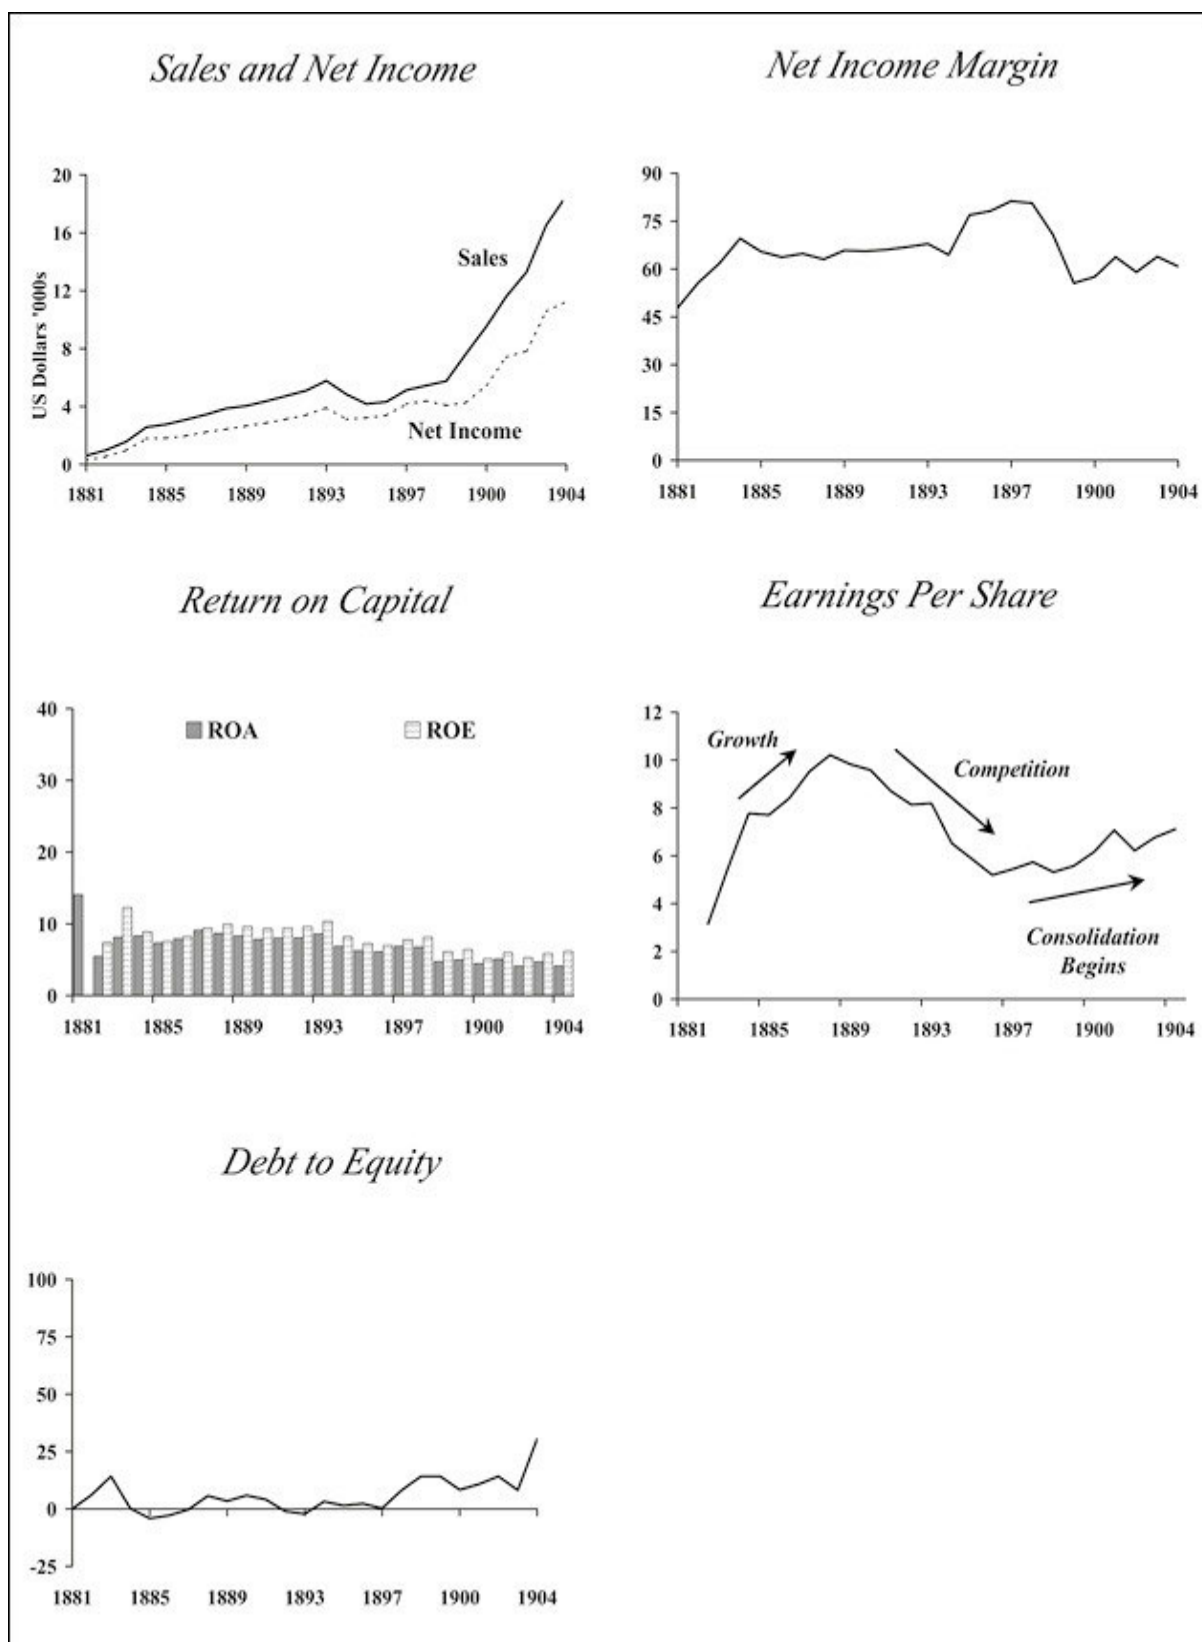 Sales and Net Income
20
16
12
8
4
0
US Dollars '000s
Sales
Net Income
1881 1885 1889 1893 1897 1900 1904
Net Income Margin
90
75
60
45
30
15
0
1881 1885 1889 1893 1897 1900 1904
Return on Capital
40
30
20
10
0
ROA ROE
1881 1885 1889 1893 1897 1900 1904
Earnings Per Share
12
10
8
6
4
2
0
Growth
Competition
Consolidation
Begins
1881 1885 1889 1893 1897 1900 1904
Debt to Equity
100
75
50
25
0
-25
1881 1885 1889 1893 1897 1900 1904